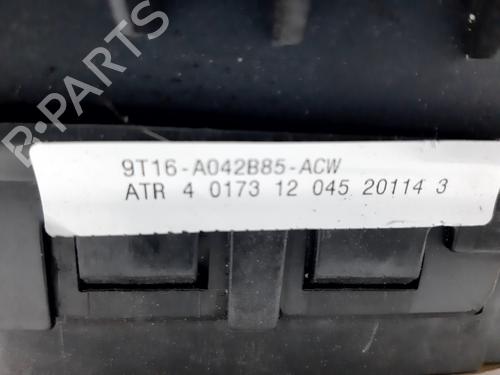 B-PARTS
9T16-A042B85-ACW
ATR 4 0173 12 045 20114 3